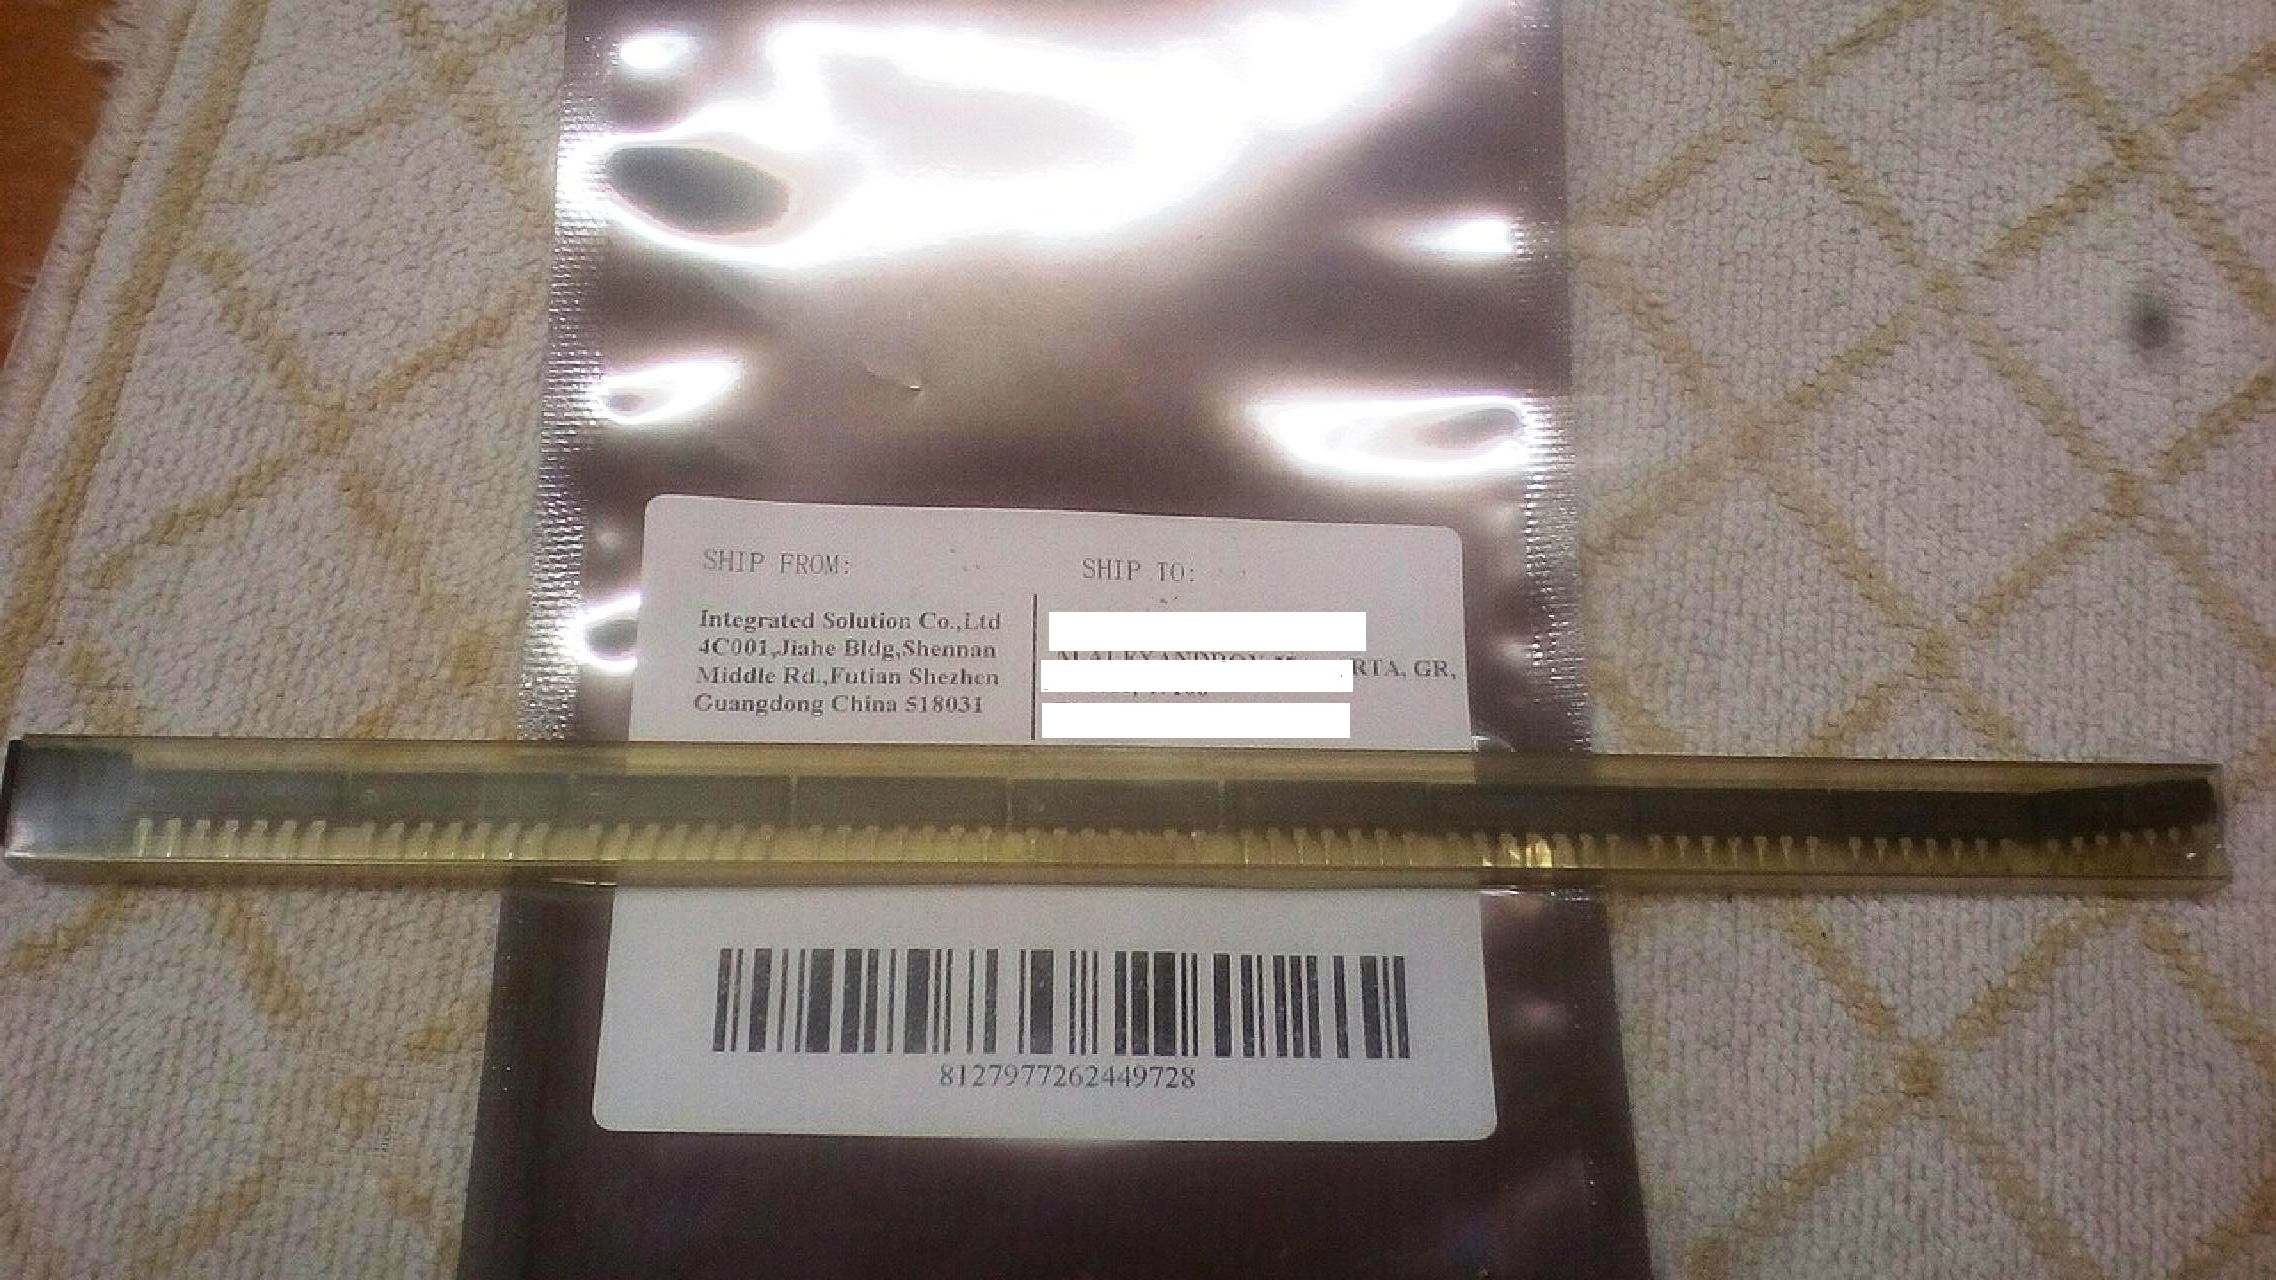 SHIP FROM:
Integrated Solution Co.,Ltd
4C001,Jiahe Bldg,Shennan
Middle Rd.,Futian Shezhen
Guangdong China 518031
SHIP TO:
GR,
8127977262449728